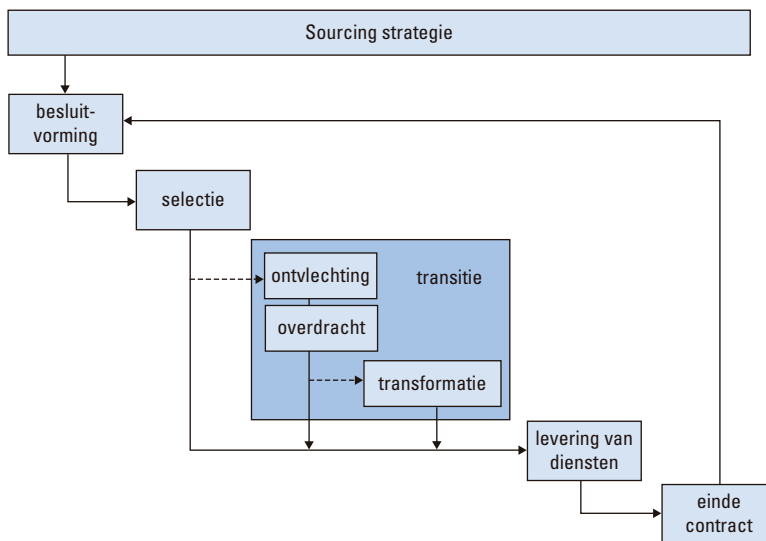 Sourcing strategie
besluit-
vorming
selectie
ontvlechting
transitie
overdracht
transformatie
levering van
diensten
einde
contract